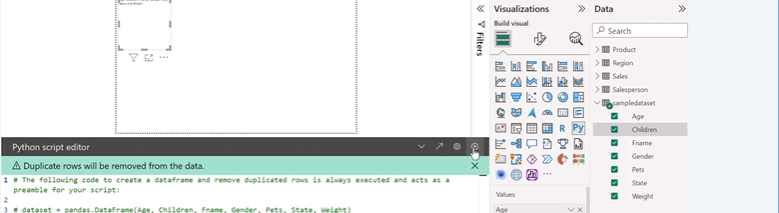 Visualizations
Data
Build visual
Search
Filters
Product
Region
Sales
Salesperson
sampledataset
Age
Children
Fname
Gender
Pets
State
Weight
R
Py
Values
Age
Python script editor
Duplicate rows will be removed from the data.
1 # The following code to create a dataframe and remove duplicated rows is always executed and acts as a
preamble for your script:
2
3 # dataset = pandas.DataFrame(Age, Children, Fname, Gender, Pets, State, Weight)